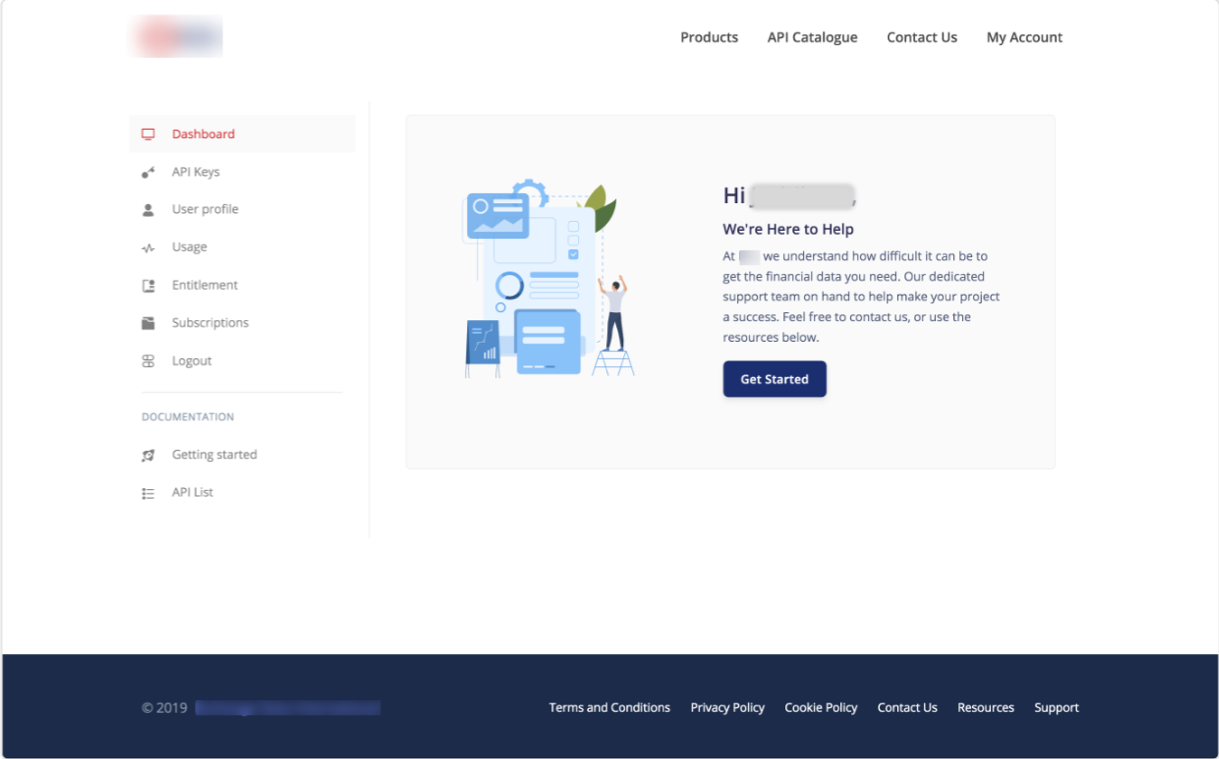 Products API Catalogue Contact Us My Account
Dashboard
API Keys
User profile
Usage
Entitlement
Subscriptions
Logout
DOCUMENTATION
Getting started
API List
Hi ,
We're Here to Help
At we understand how difficult it can be to
get the financial data you need. Our dedicated
support team on hand to help make your project
a success. Feel free to contact us, or use the
resources below.
Get Started
© 2019
Terms and Conditions Privacy Policy Cookie Policy Contact Us Resources Support